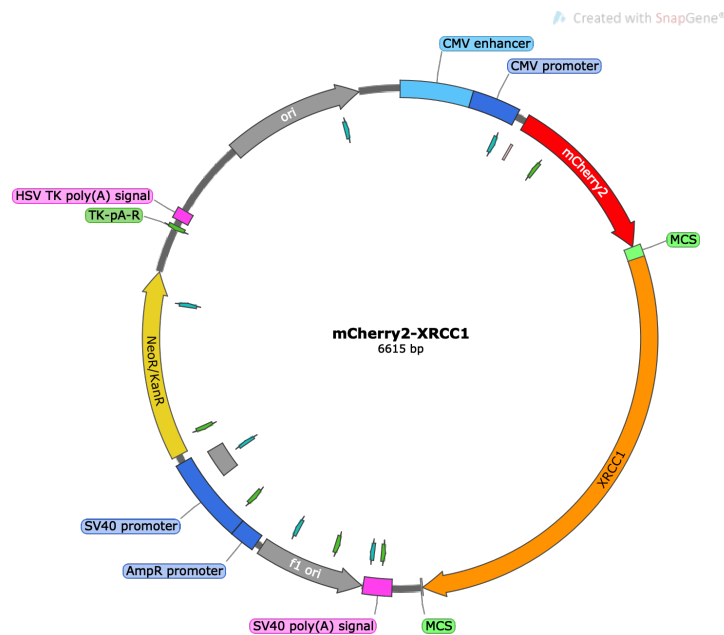 Created with SnapGene®
CMV enhancer
CMV promoter
ori
mCherry2
HSV TK poly(A) signal
TK-pA-R
MCS
mCherry2-XRCC1
6615 bp
NeoR/KanR
XRCC1
SV40 promoter
AmpR promoter
f1 ori
SV40 poly(A) signal
MCS